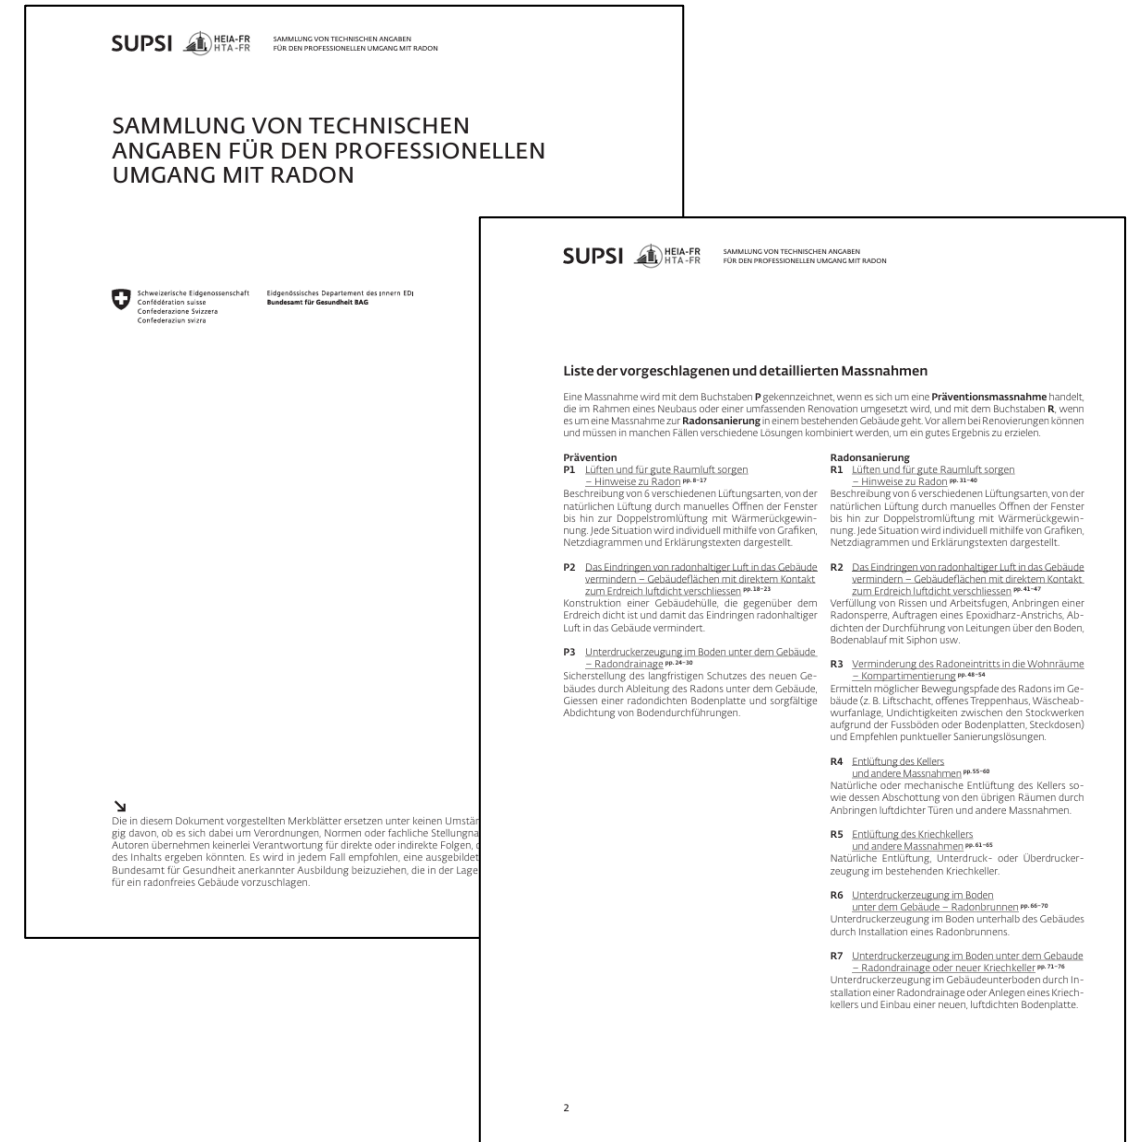 SUPSI HEIA-FR HTA-FR SAMMLUNG VON TECHNISCHEN ANGABEN
FÜR DEN PROFESSIONELLEN UMGANG MIT RADON
SAMMLUNG VON TECHNISCHEN
ANGABEN FÜR DEN PROFESSIONELLEN
UMGANG MIT RADON
Schweizerische Eidgenossenschaft
Confédération suisse
Confederazione Svizzera
Confederaziun svizra
Eidgenössisches Departement des Innern EDI
Bundesamt für Gesundheit BAG
Die in diesem Dokument vorgestellten Merkblätter ersetzen unter keinen
gig davon, ob es sich dabei um Verordnungen, Normen oder fachliche
Autoren übernehmen keinerlei Verantwortung für direkte oder indirekte Folgen,
des Inhalts ergeben könnten. Es wird in jedem Fall empfohlen, eine
Bundesamt für Gesundheit anerkannter Ausbildung beizuziehen, die in der Lage
für ein radonfreies Gebäude vorzuschlagen.
SUPSI HEIA-FR HTA-FR SAMMLUNG VON TECHNISCHEN ANGABEN
FÜR DEN PROFESSIONELLEN UMGANG MIT RADON
Liste der vorgeschlagenen und detaillierten Massnahmen
Eine Massnahme wird mit dem Buchstaben P gekennzeichnet, wenn es sich um eine Präventionsmassnahme handelt,
die im Rahmen eines Neubaus oder einer umfassenden Renovation umgesetzt wird, und mit dem Buchstaben R, wenn
es um eine Massnahme zur Radonsanierung in einem bestehenden Gebäude geht. Vor allem bei Renovierungen können
und müssen in manchen Fällen verschiedene Lösungen kombiniert werden, um ein gutes Ergebnis zu erzielen.
Prävention
P1 Lüften und für gute Raumluft sorgen
– Hinweise zu Radon pp. 8–17
Beschreibung von 6 verschiedenen Lüftungsarten, von der
natürlichen Lüftung durch manuelles Öffnen der Fenster
bis hin zur Doppelstromlüftung mit Wärmerückgewin-
nung. Jede Situation wird individuell mithilfe von Grafiken,
Netzdiagrammen und Erklärungstexten dargestellt.
P2 Das Eindringen von radonhaltiger Luft in das Gebäude
vermindern – Gebäudeflächen mit direktem Kontakt
zum Erdreich luftdicht verschliessen pp. 18–23
Konstruktion einer Gebäudehülle, die gegenüber dem
Erdreich dicht ist und damit das Eindringen radonhaltiger
Luft in das Gebäude vermindert.
P3 Unterdruckerzeugung im Boden unter dem Gebäude
– Radondrainage pp. 24–30
Sicherstellung des langfristigen Schutzes des neuen Ge-
bäudes durch Ableitung des Radons unter dem Gebäude,
Giessen einer radondichten Bodenplatte und sorgfältige
Abdichtung von Bodendurchführungen.
Radonsanierung
R1 Lüften und für gute Raumluft sorgen
– Hinweise zu Radon pp. 31–40
Beschreibung von 6 verschiedenen Lüftungsarten, von der
natürlichen Lüftung durch manuelles Öffnen der Fenster
bis hin zur Doppelstromlüftung mit Wärmerückgewin-
nung. Jede Situation wird individuell mithilfe von Grafiken,
Netzdiagrammen und Erklärungstexten dargestellt.
R2 Das Eindringen von radonhaltiger Luft in das Gebäude
vermindern – Gebäudeflächen mit direktem Kontakt
zum Erdreich luftdicht verschliessen pp. 41–47
Verfüllung von Rissen und Arbeitsfugen, Anbringen einer
Radonsperre, Auftragen eines Epoxidharz-Anstrichs, Ab-
dichten der Durchführung von Leitungen über den Boden,
Bodenablauf mit Siphon usw.
R3 Verminderung des Radoneintritts in die Wohnräume
– Kompartimentierung pp. 48–54
Ermitteln möglicher Bewegungspfade des Radons im Ge-
bäude (z. B. Liftschacht, offenes Treppenhaus, Wäscheab-
wurfanlage, Undichtigkeiten zwischen den Stockwerken
aufgrund der Fussböden oder Bodenplatten, Steckdosen)
und Empfehlen punktueller Sanierungslösungen.
R4 Entlüftung des Kellers
und andere Massnahmen pp. 55–60
Natürliche oder mechanische Entlüftung des Kellers so-
wie dessen Abschottung von den übrigen Räumen durch
Anbringen luftdichter Türen und andere Massnahmen.
R5 Entlüftung des Kriechkellers
und andere Massnahmen pp. 61–65
Natürliche Entlüftung, Unterdruck- oder Überdrucker-
zeugung im bestehenden Kriechkeller.
R6 Unterdruckerzeugung im Boden
unter dem Gebäude – Radonbrunnen pp. 66–70
Unterdruckerzeugung im Boden unterhalb des Gebäudes
durch Installation eines Radonbrunnens.
R7 Unterdruckerzeugung im Boden unter dem Gebäude
– Radondrainage oder neuer Kriechkeller pp. 71–76
Unterdruckerzeugung im Gebäudeunterboden durch In-
stallation einer Radondrainage oder Anlegen eines Kriech-
kellers und Einbau einer neuen, luftdichten Bodenplatte.
2